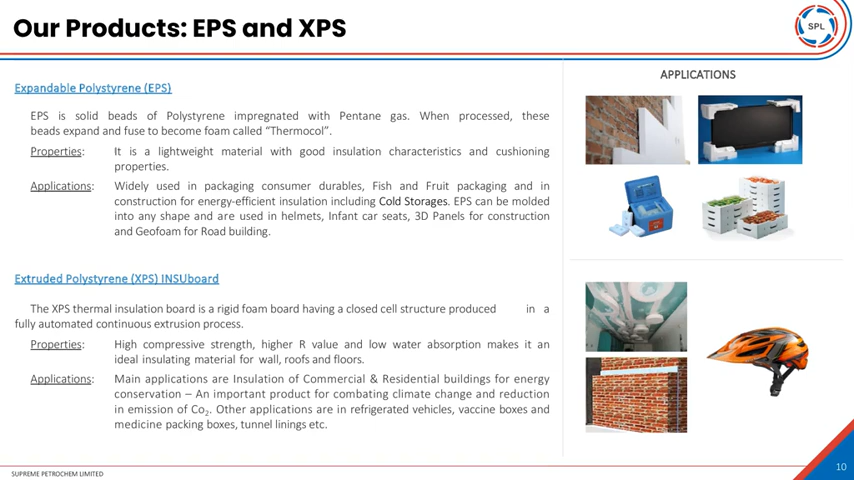 Our Products: EPS and XPS
SPL
Expandable Polystyrene (EPS)
EPS is solid beads of Polystyrene impregnated with Pentane gas. When processed, these
beads expand and fuse to become foam called “Thermocol”.
Properties: It is a lightweight material with good insulation characteristics and cushioning
properties.
Applications: Widely used in packaging consumer durables, Fish and Fruit packaging and in
construction for energy-efficient insulation including Cold Storages. EPS can be molded
into any shape and are used in helmets, Infant car seats, 3D Panels for construction
and Geofoam for Road building.
Extruded Polystyrene (XPS) INSUboard
The XPS thermal insulation board is a rigid foam board having a closed cell structure produced in a
fully automated continuous extrusion process.
Properties: High compressive strength, higher R value and low water absorption makes it an
ideal insulating material for wall, roofs and floors.
Applications: Main applications are Insulation of Commercial & Residential buildings for energy
conservation – An important product for combating climate change and reduction
in emission of Co₂. Other applications are in refrigerated vehicles, vaccine boxes and
medicine packing boxes, tunnel linings etc.
APPLICATIONS
SUPREME PETROCHEM LIMITED
10